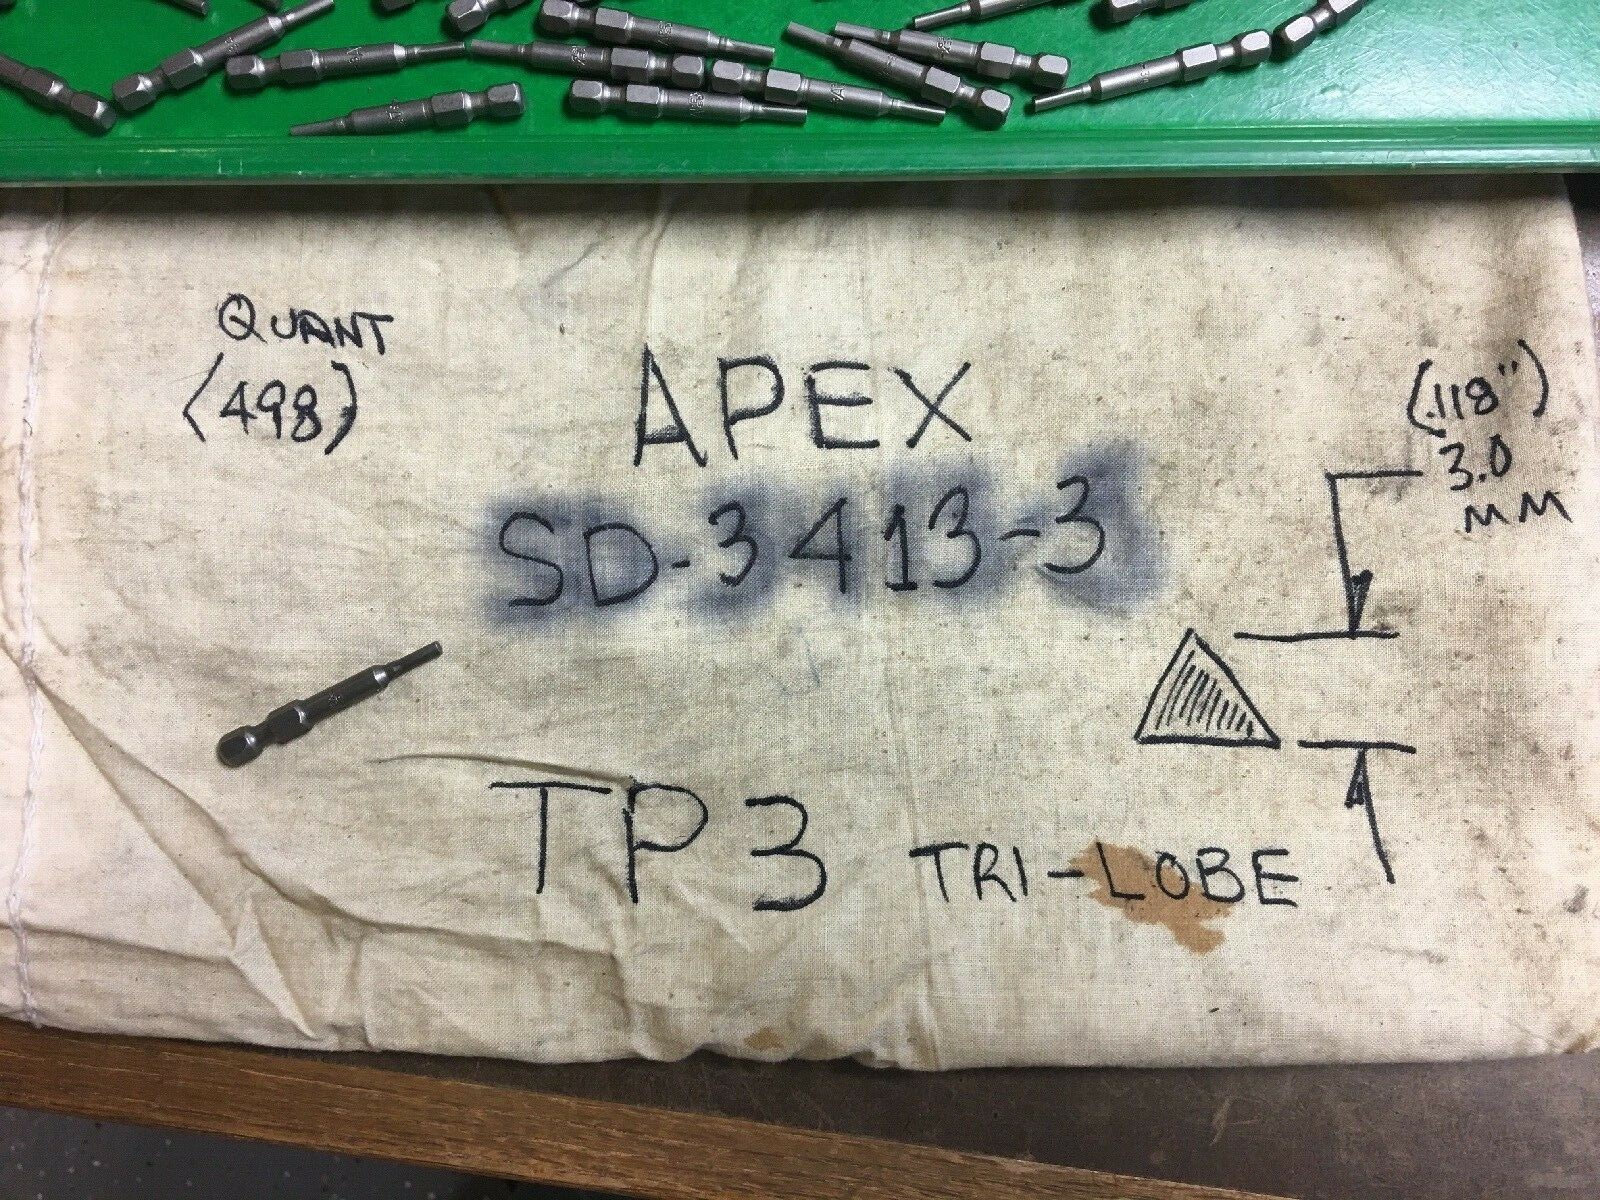 QUANT
(498)
APEX
SD-3413-3
(.118")
3.0
MM
TP3 TRI-LOBE